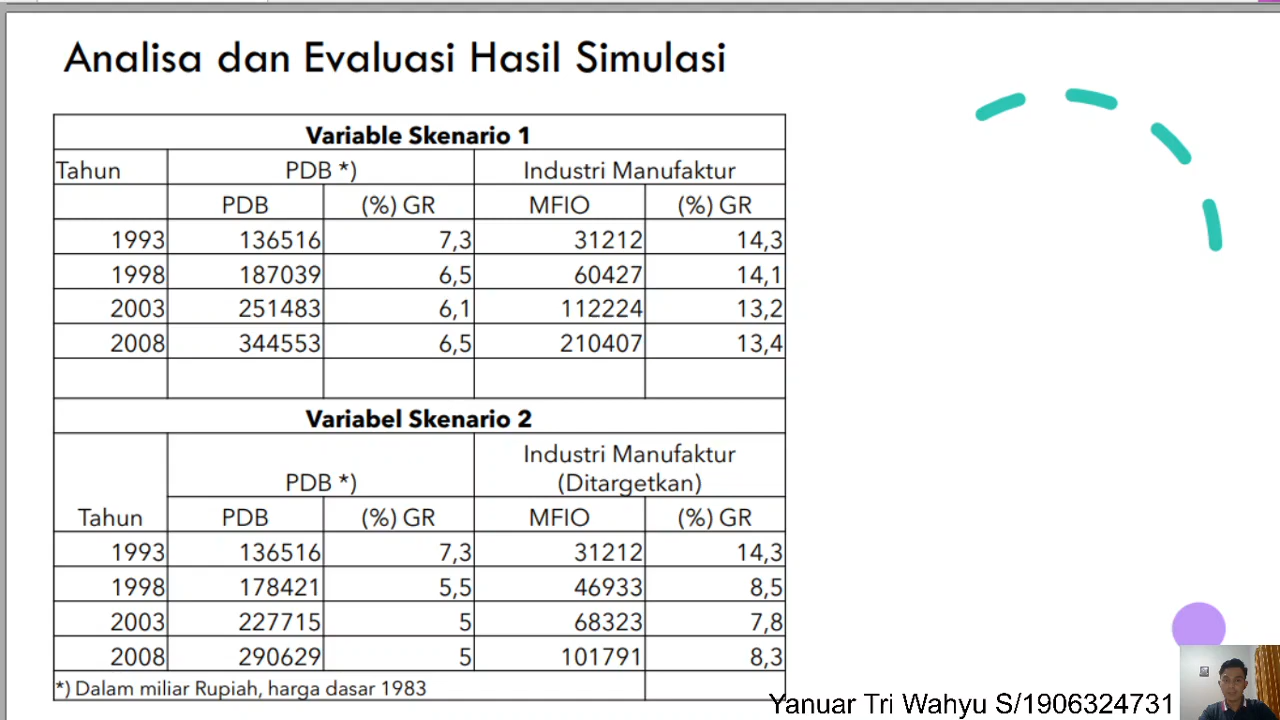 Analisa dan Evaluasi Hasil Simulasi
Variable Skenario 1
Tahun PDB *) Industri Manufaktur
PDB (%) GR MFIO (%) GR
1993 136516 7,3 31212 14,3
1998 187039 6,5 60427 14,1
2003 251483 6,1 112224 13,2
2008 344553 6,5 210407 13,4
Variabel Skenario 2
Industri Manufaktur
PDB *) (Ditargetkan)
Tahun PDB (%) GR MFIO (%) GR
1993 136516 7,3 31212 14,3
1998 178421 5,5 46933 8,5
2003 227715 5 68323 7,8
2008 290629 5 101791 8,3
*) Dalam miliar Rupiah, harga dasar 1983
Yanuar Tri Wahyu S/1906324731